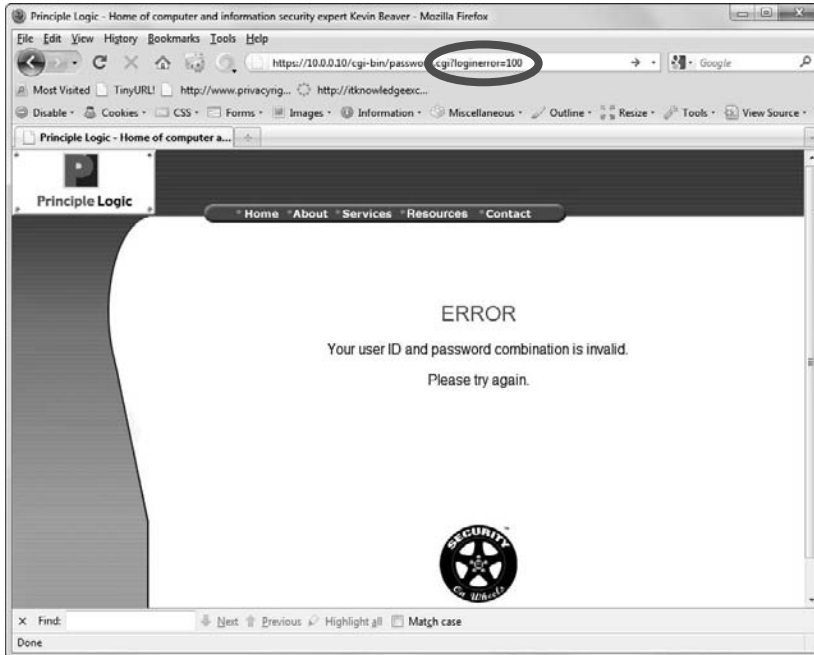 Principle Logic - Home of computer and information security expert Kevin Beaver - Mozilla Firefox
File Edit View History Bookmarks Tools Help
https://10.0.0.10/cgi-bin/passwo .cgi?loginerror=100
Google
Most Visited TinyURL! http://www.privacyrig... http://itknowledgeexc...
Disable Cookies CSS Forms Images Information Miscellaneous Outline Resize Tools View Source
Principle Logic - Home of computer a...
P
Principle Logic
Home About Services Resources Contact
ERROR
Your user ID and password combination is invalid.
Please try again.
SECURITY
On Wheels
TM
× Find: Next Previous Highlight all Match case
Done